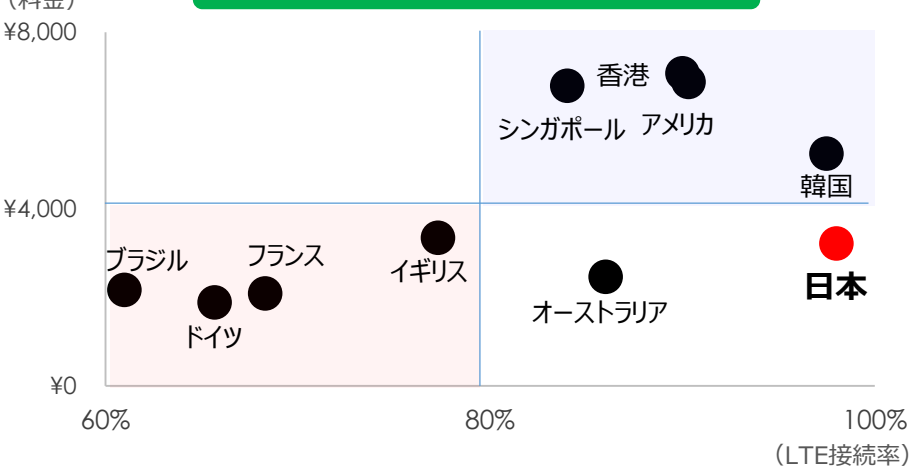 （料金）
¥8,000
香港
シンガポール
アメリカ
韓国
¥4,000
ブラジル
フランス
イギリス
日本
オーストラリア
ドイツ
¥0
60%
80%
100%
（LTE接続率）